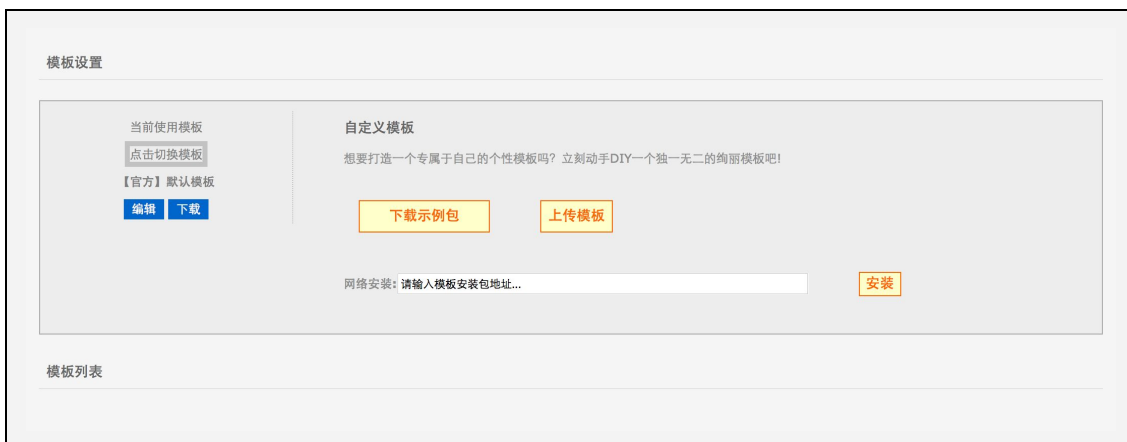 模板设置
当前使用模板
点击切换模板
【官方】默认模板
编辑 下载
自定义模板
想要打造一个专属于自己的个性模板吗？立刻动手DIY一个独一无二的绚丽模板吧!
下载示例包 上传模板
网络安装: 请输入模板安装包地址... 安装
模板列表